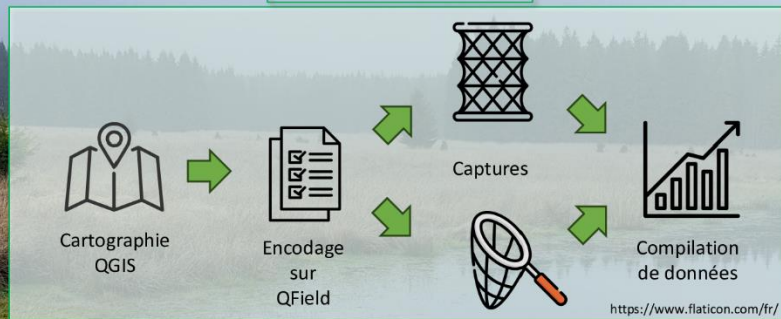 Cartographie
QGIS
Encodage
sur
QField
Captures
Compilation
de données
https://www.flaticon.com/fr/